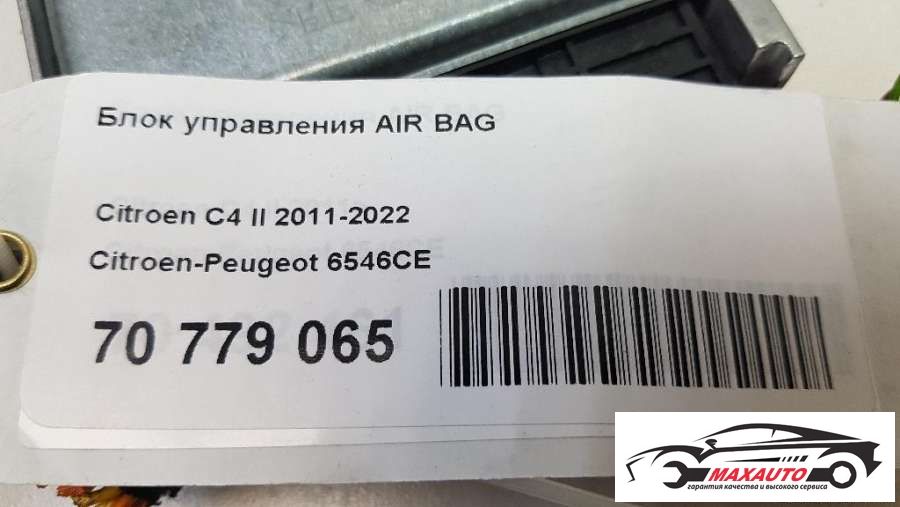 Блок управления AIR BAG
Citroen C4 II 2011-2022
Citroen-Peugeot 6546CE
70 779 065
MAXAUTO
гарантия качества и высокого сервиса